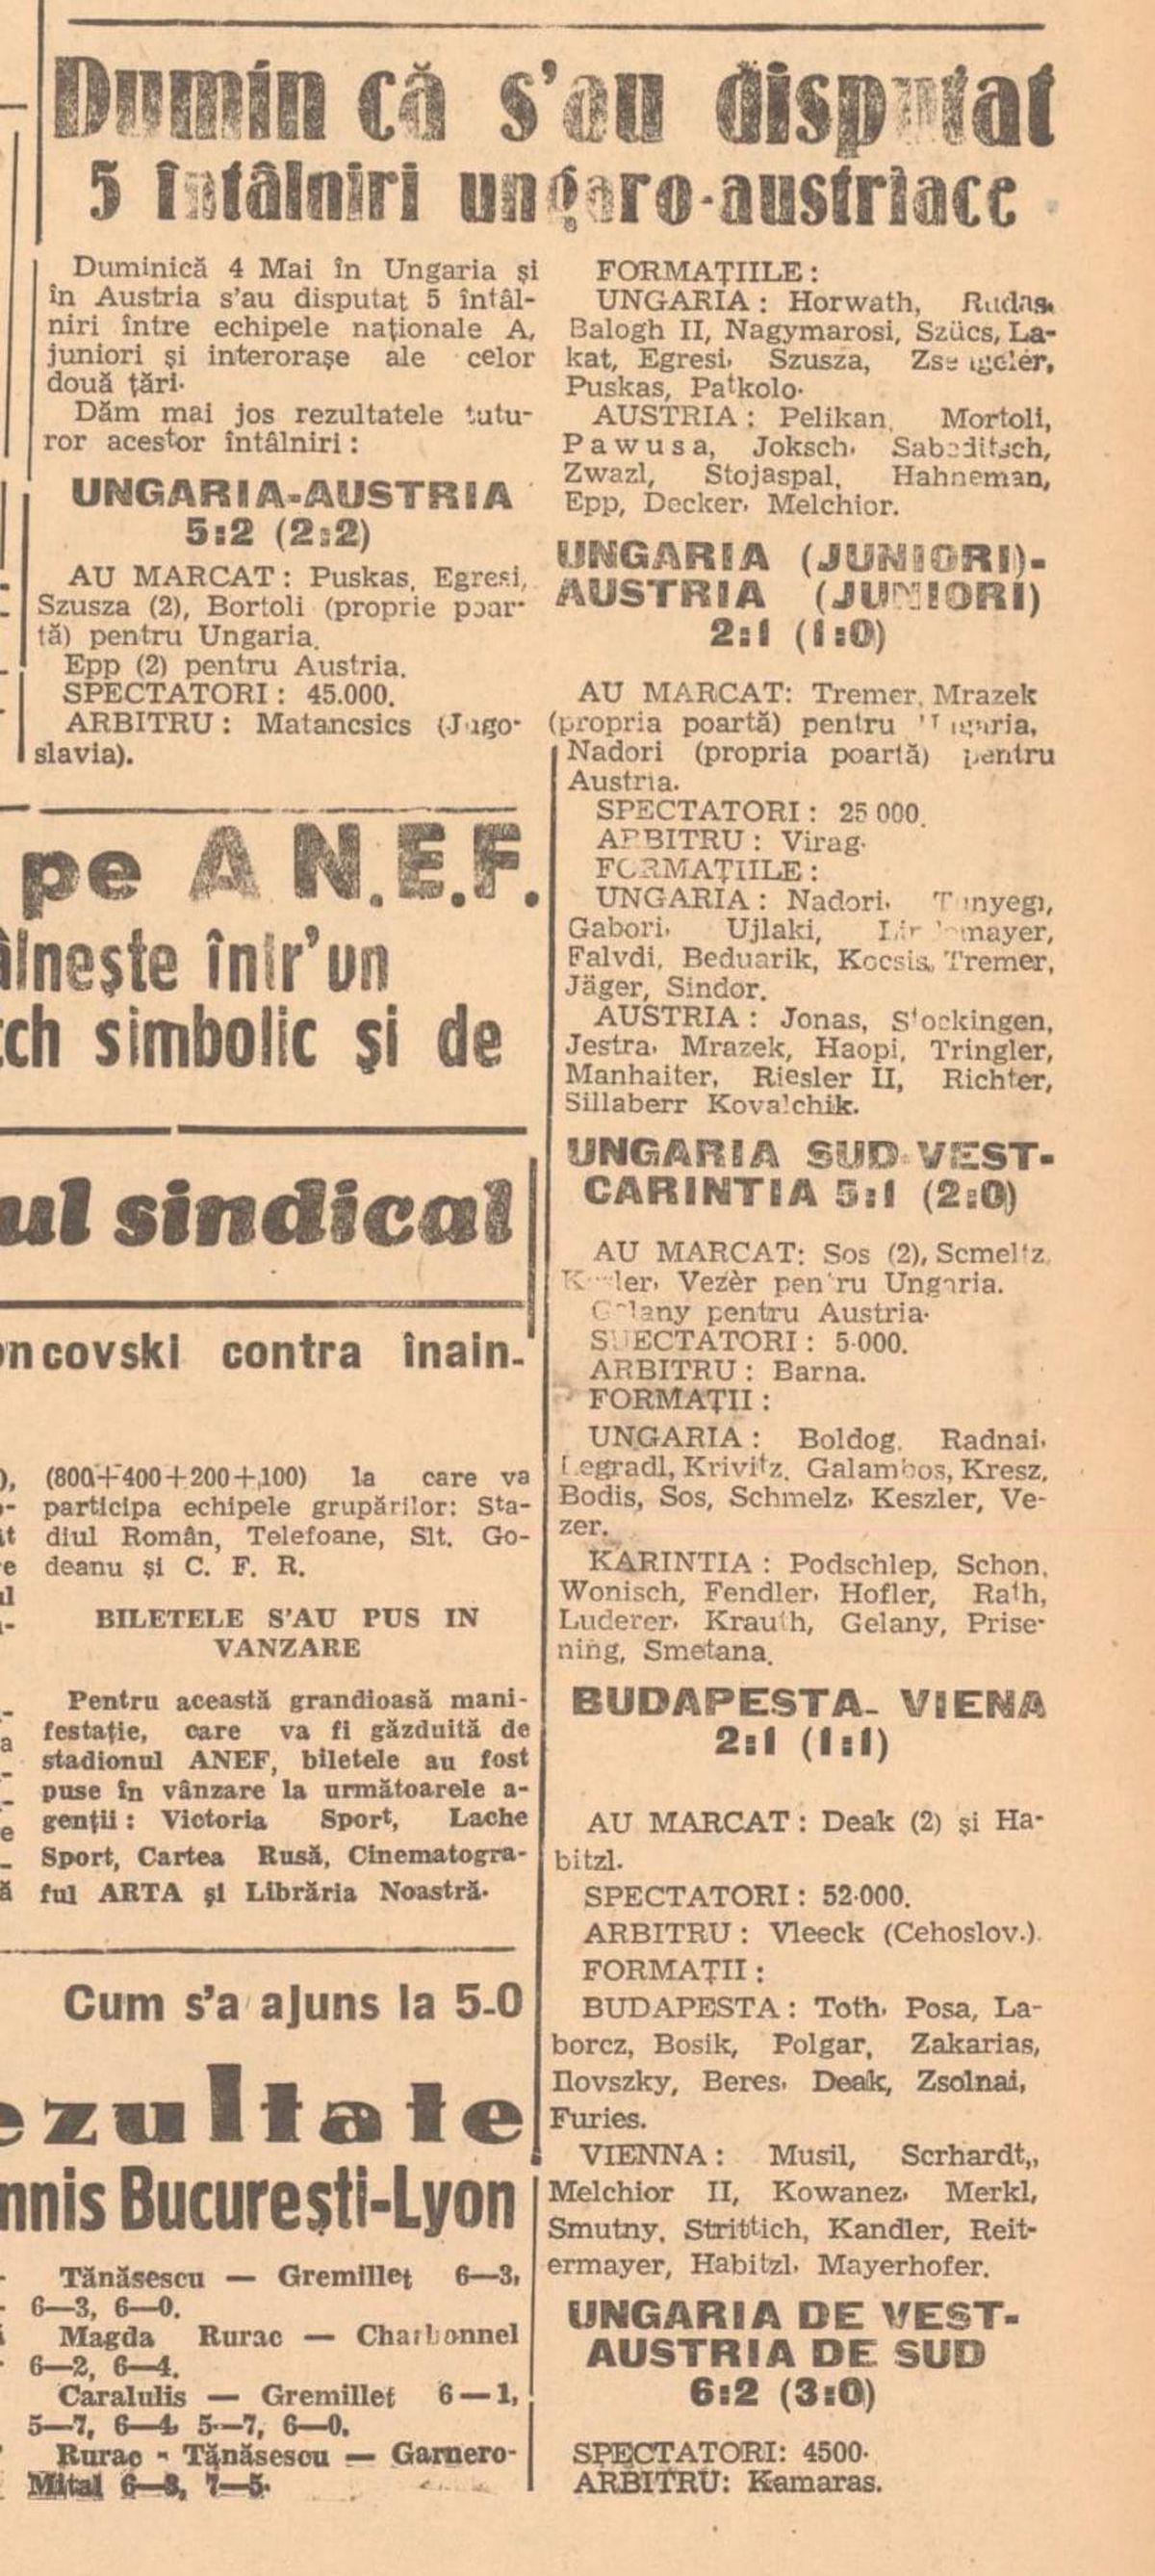 Dumin că s'au disputat
5 întâlniri ungaro-austriace
Duminică 4 Mai în Ungaria și
în Austria s'au disputat 5 întâl-
niri între echipele naționale A,
juniori și interorașe ale celor
două țări.
Dăm mai jos rezultatele tutu-
ror acestor întâlniri :
UNGARIA-AUSTRIA
5:2 (2:2)
AU MARCAT : Puskas, Egresi,
Szusza (2), Bortoli (proprie poar-
tă) pentru Ungaria.
Epp (2) pentru Austria.
SPECTATORI : 45.000.
ARBITRU : Matancsics (Jugo-
slavia).
FORMAȚIILE :
UNGARIA : Horwath, Rudas,
Balogh II, Nagymarosi, Szücs, La-
kat, Egresi, Szusza,
Puskas, Patkolo.
AUSTRIA : Pelikan, Mortoli,
Pawusa, Joksch, Sabeditsch,
Zwazl, Stojaspal, Hahneman,
Epp, Decker, Melchior.
UNGARIA (JUNIORI)-
AUSTRIA (JUNIORI)
2:1 (1:0)
AU MARCAT: Tremer, Mrazek
(propria poartă) pentru Ungaria,
Nadori (propria poartă) pentru
Austria.
SPECTATORI : 25 000.
ARBITRU : Virag.
FORMAȚIILE :
UNGARIA : Nadori,
Gabori, Ujlaki,
Falvdi, Beduarik, Kocsis, Tremer,
Jäger, Sindor.
AUSTRIA : Jonas, Stockingen,
Jestra, Mrazek, Haopi, Tringler,
Manhaiter, Riesler II, Richter,
Sillaberr Kovalchik.
UNGARIA SUD-VEST-
CARINTIA 5:1 (2:0)
AU MARCAT: Sos (2), Scmeltz,
Vezèr pentru Ungaria.
pentru Austria.
SUECTATORI : 5.000.
ARBITRU : Barna.
FORMAȚII :
UNGARIA : Boldog, Radnai,
Legradl, Krivitz, Galambos, Kresz,
Bodis, Sos, Schmelz, Keszler, Ve-
zer.
KARINTIA : Podschlep, Schon,
Wonisch, Fendler, Hofler, Rath,
Luderer, Krauth, Gelany, Prise-
ning, Smetana.
BUDAPESTA- VIENA
2:1 (1:1)
AU MARCAT : Deak (2) și Ha-
bitzl.
SPECTATORI : 52.000.
ARBITRU : Vleeck (Cehoslov.).
FORMAȚII :
BUDAPESTA : Toth, Posa, La-
borcz, Bosik, Polgar, Zakarias,
Ilovszky, Beres, Deak, Zsolnai,
Furies.
VIENNA : Musil, Scrhardt,,
Melchior II, Kowanez, Merkl,
Smutny, Strittich, Kandler, Reit-
ermayer, Habitzl, Mayerhofer.
UNGARIA DE VEST-
AUSTRIA DE SUD
6:2 (3:0)
SPECTATORI: 4500.
ARBITRU: Kamaras.
pe A N.E.F.
âlnește într'un
ch simbolic și de
ul sindical
ncovski contra înain-
(800+400+200+100) la care va
participa echipele grupărilor: Sta-
diul Român, Telefoane, Slt. Go-
deanu și C. F. R.
BILETELE S'AU PUS IN
VANZARE
Pentru această grandioasă mani-
festație, care va fi găzduită de
stadionul ANEF, biletele au fost
puse în vânzare la următoarele a-
genții : Victoria Sport, Lache
Sport, Cartea Rusă, Cinematogra-
ful ARTA și Librăria Noastră.
Cum s'a ajuns la 5-0
ezultate
nnis București-Lyon
Tănăsescu — Gremillet 6—3,
6—3, 6—0.
Magda Rurac — Charbonnel
6—2, 6—4.
Caralulis — Gremillet 6—1,
5—7, 6—4 5—7, 6—0.
Rurac - Tănăsescu — Garnero-
Mital 6—3, 7—5.